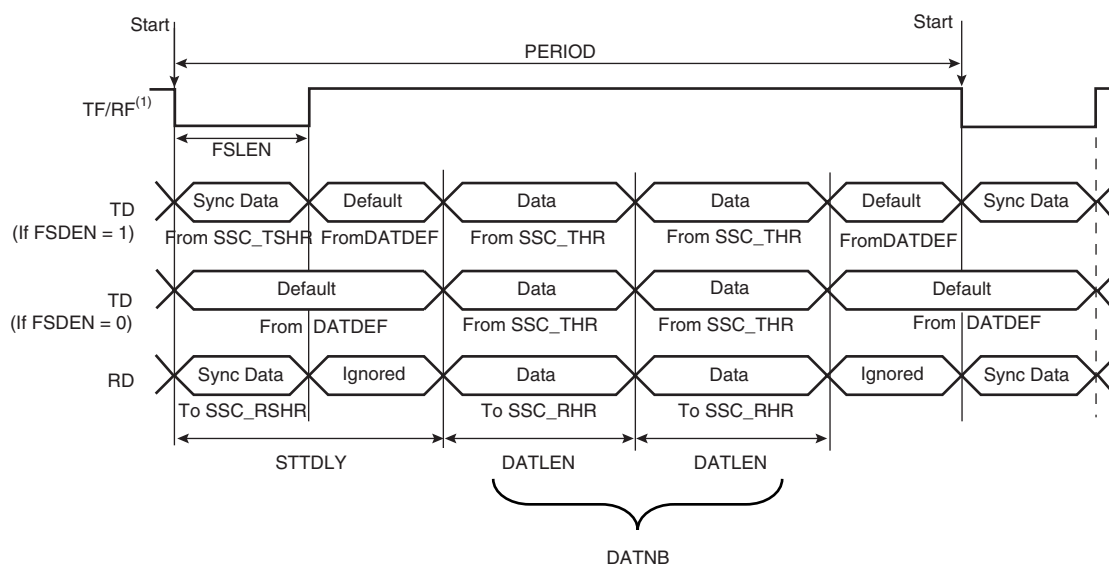 Start
Start
PERIOD
TF/RF(1)
FSLEN
TD
(If FSDEN = 1)
Sync Data
Default
Data
Data
Default
Sync Data
From SSC_TSHR
FromDATDEF
From SSC_THR
From SSC_THR
FromDATDEF
TD
(If FSDEN = 0)
Default
Data
Data
Default
From DATDEF
From SSC_THR
From SSC_THR
From DATDEF
RD
Sync Data
Ignored
Data
Data
Ignored
Sync Data
To SSC_RSHR
To SSC_RHR
To SSC_RHR
STTDLY
DATLEN
DATLEN
DATNB